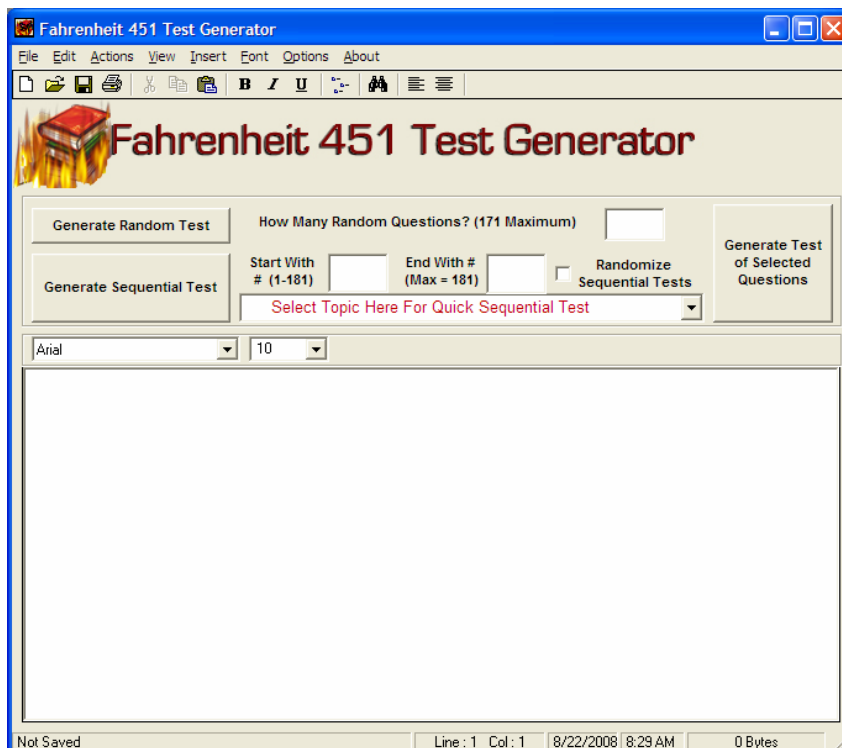 Fahrenheit 451 Test Generator
File Edit Actions View Insert Font Options About
B I U
Fahrenheit 451 Test Generator
Generate Random Test
How Many Random Questions? (171 Maximum)
Generate Sequential Test
Start With
# (1-181)
End With #
(Max = 181)
Randomize
Sequential Tests
Select Topic Here For Quick Sequential Test
Generate Test
of Selected
Questions
Arial
10
Not Saved
Line : 1 Col : 1
8/22/2008
8:29 AM
0 Bytes